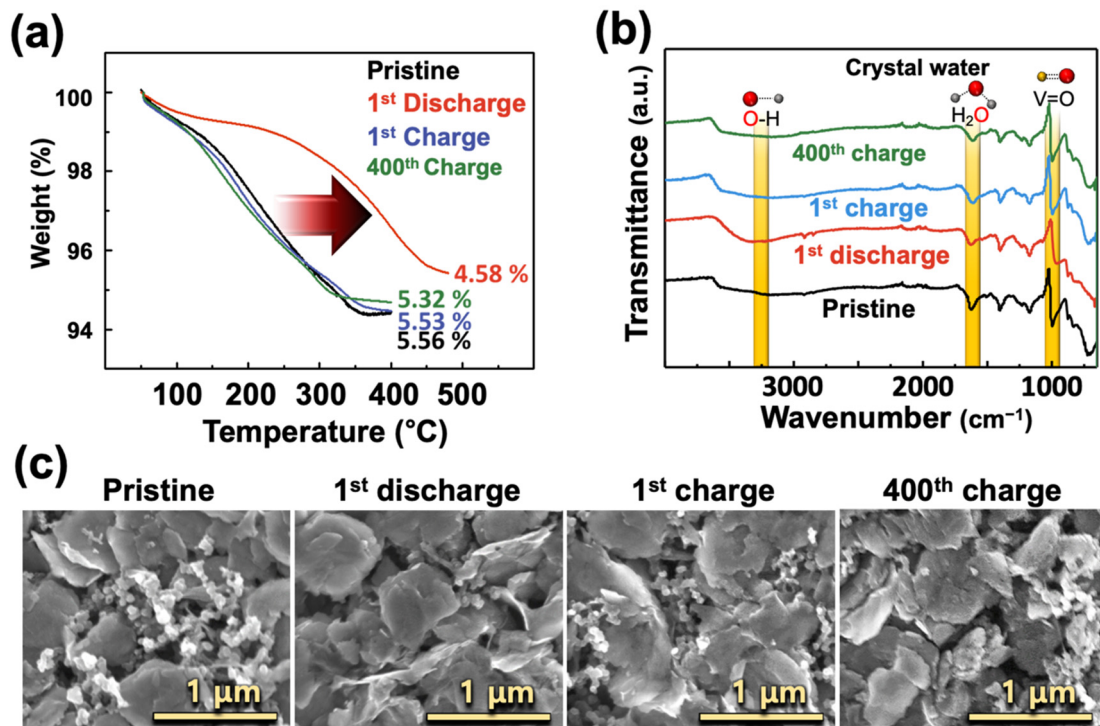 (a)
Pristine
1st Discharge
1st Charge
400th Charge
100
98
96
94
Weight (%)
4.58 %
5.32 %
5.53 %
5.56%
100 200 300 400 500
Temperature (°C)
(b)
Transmittance (a.u.)
Crystal water
O-H
H2O
V=O
400th charge
1st charge
1st discharge
Pristine
3000 2000 1000
Wavenumber (cm−1)
(c)
Pristine
1st discharge
1st charge
400th charge
1 μm
1 μm
1 μm
1 μm